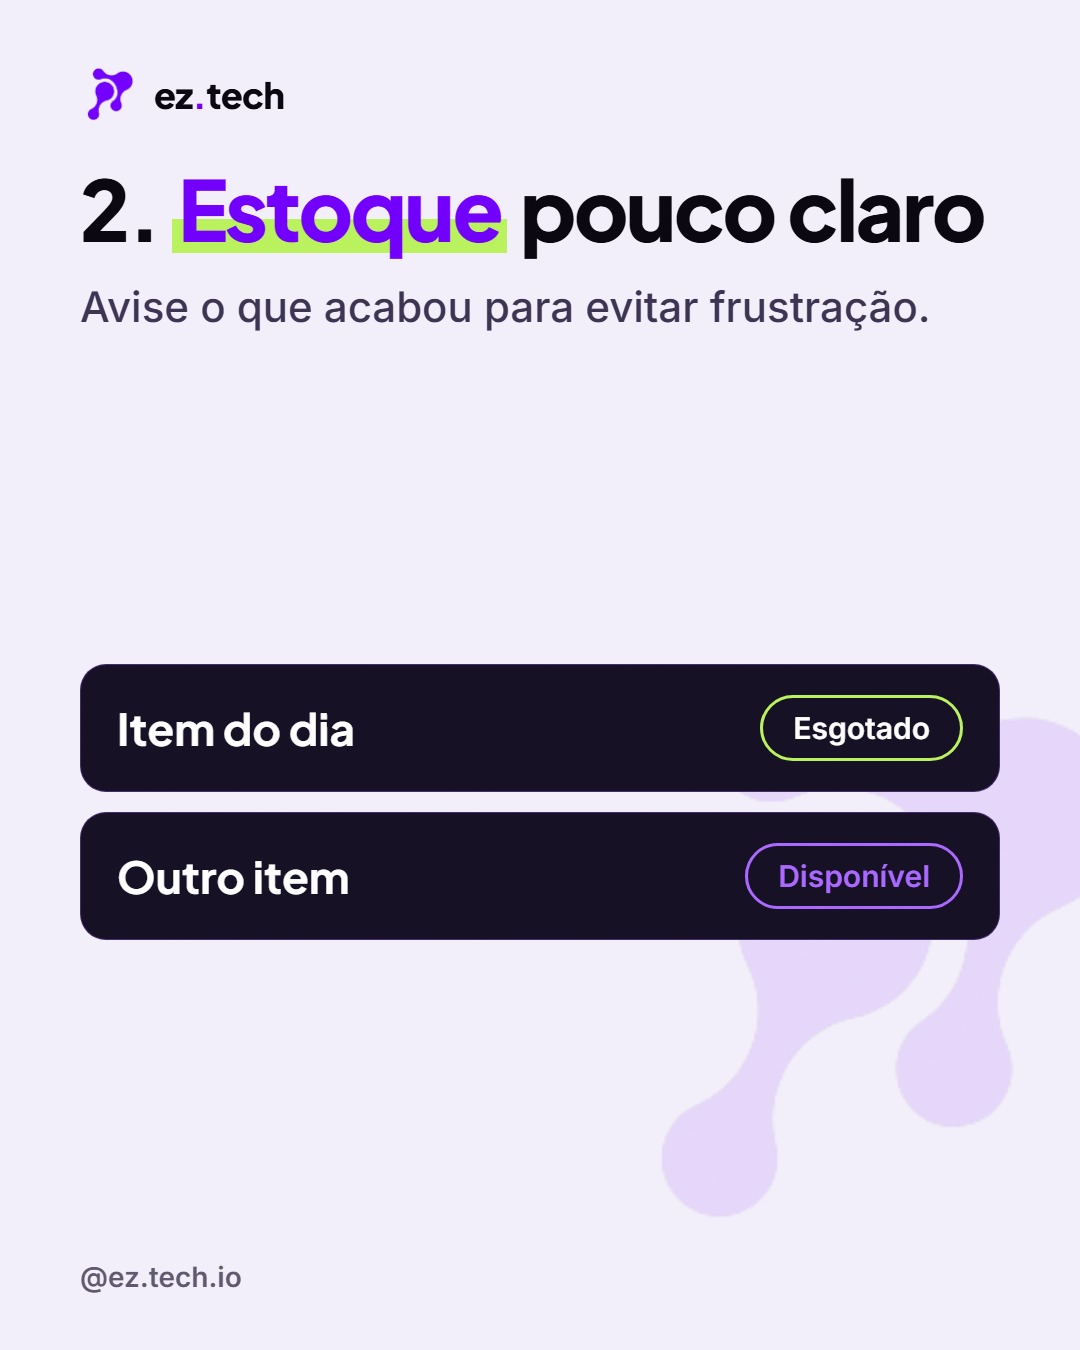 ez.tech
2. Estoque pouco claro
Avise o que acabou para evitar frustração.
Item do dia
Esgotado
Outro item
Disponível
@ez.tech.io